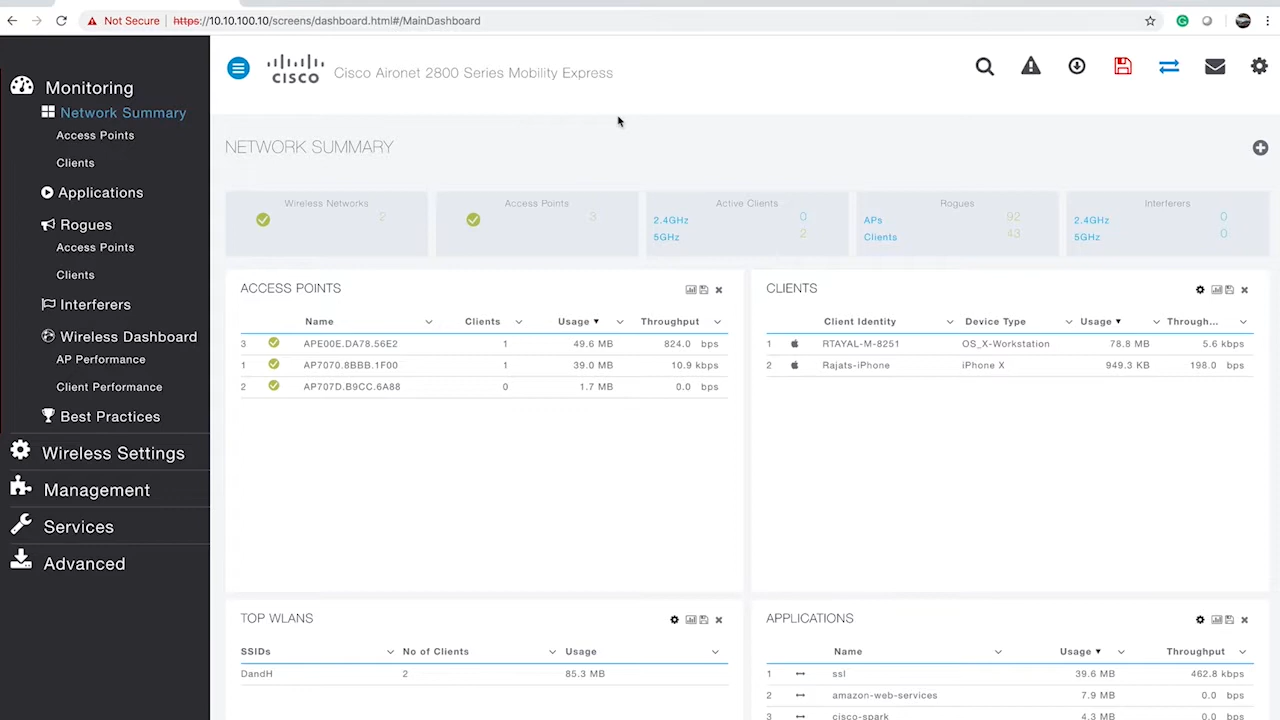 Not Secure | https://10.10.100.10/screens/dashboard.html#/MainDashboard
CISCO Cisco Aironet 2800 Series Mobility Express
Monitoring
Network Summary
Access Points
Clients
Applications
Rogues
Access Points
Clients
Interferers
Wireless Dashboard
AP Performance
Client Performance
Best Practices
Wireless Settings
Management
Services
Advanced
NETWORK SUMMARY
Wireless Networks
2
Access Points
3
Active Clients
2.4GHz 0
5GHz 2
Rogues
APs 92
Clients 43
Interferers
2.4GHz 0
5GHz 0
ACCESS POINTS
Name Clients Usage Throughput
3 APE00E.DA78.56E2 1 49.6 MB 824.0 bps
1 AP7070.8BBB.1F00 1 39.0 MB 10.9 kbps
2 AP707D.B9CC.6A88 0 1.7 MB 0.0 bps
CLIENTS
Client Identity Device Type Usage Through...
1 RTAYAL-M-8251 OS_X-Workstation 78.8 MB 5.6 kbps
2 Rajats-iPhone iPhone X 949.3 KB 198.0 bps
TOP WLANS
SSIDs No of Clients Usage
DandH 2 85.3 MB
APPLICATIONS
Name Usage Throughput
1 ssl 39.6 MB 462.8 kbps
2 amazon-web-services 7.9 MB 0.0 bps
3 cisco-spark 4.3 MB 0.0 bps